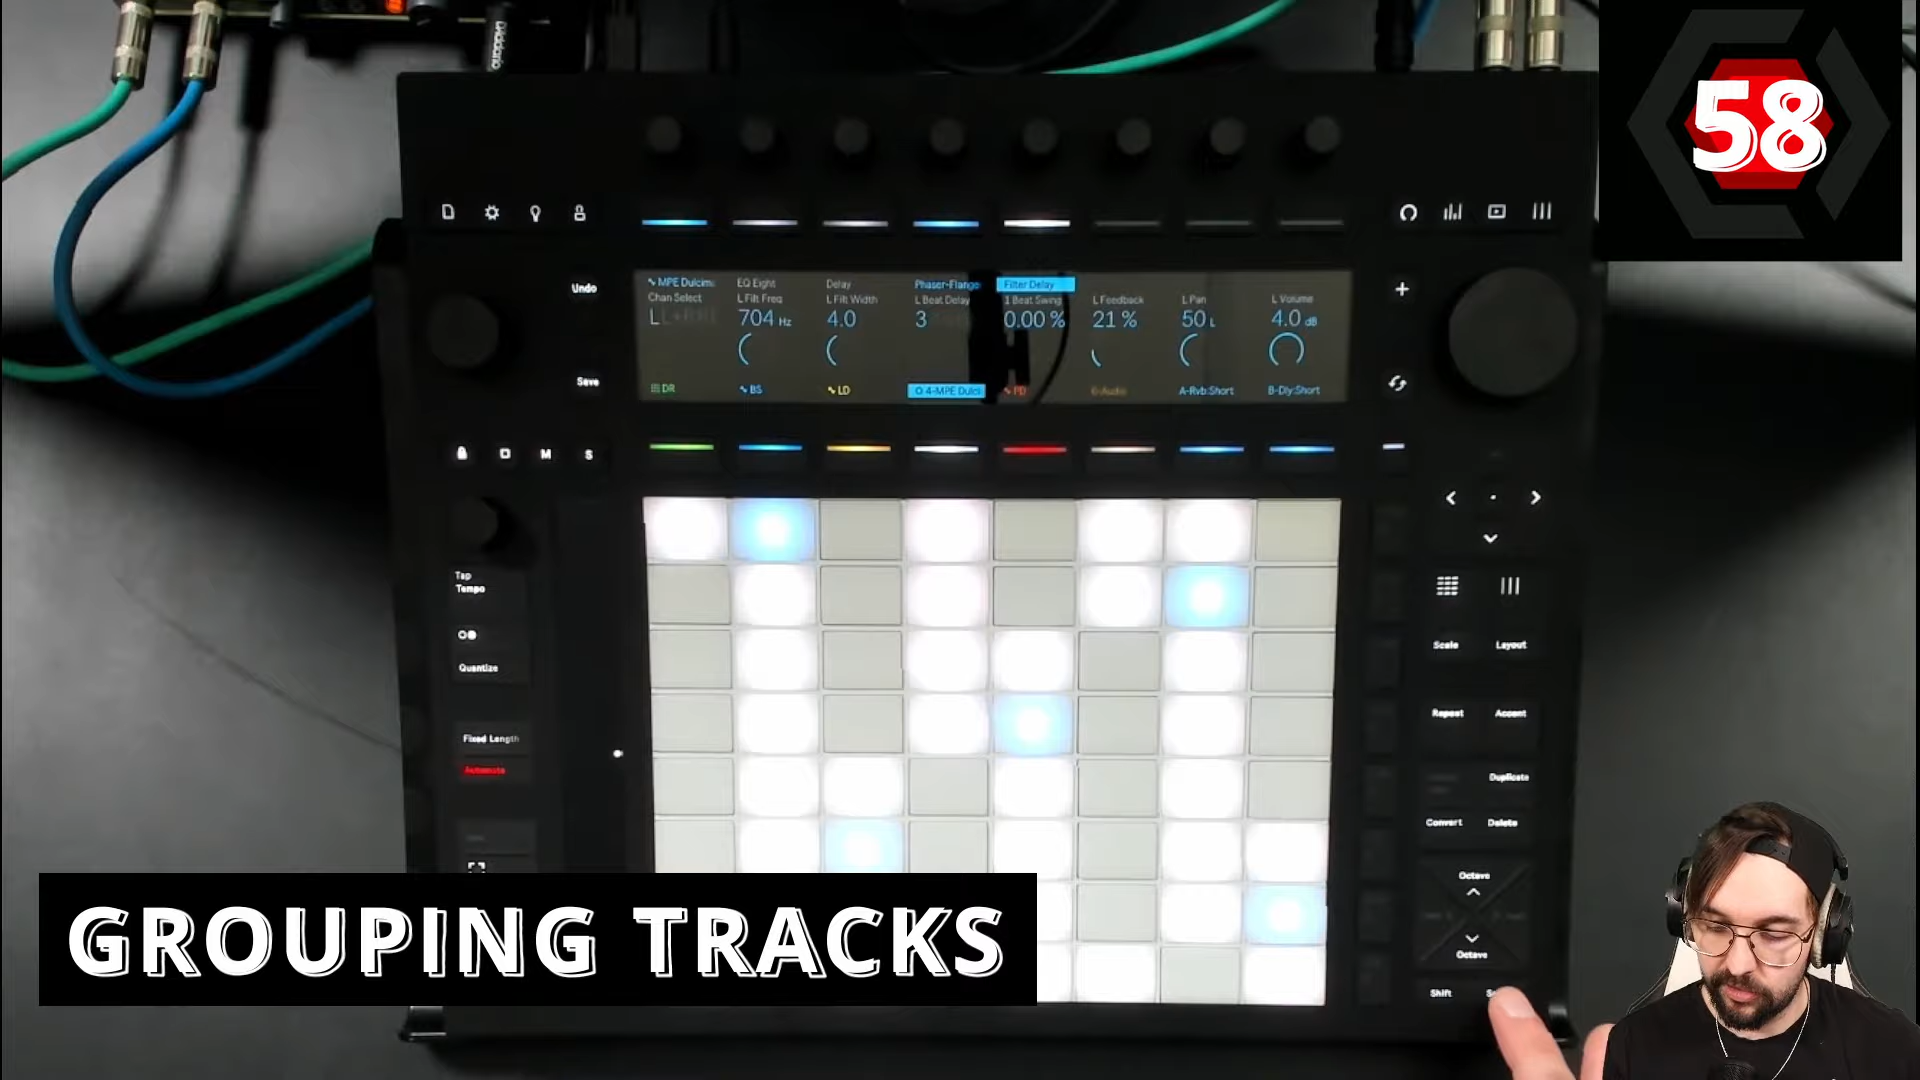 58
Undo
Save
MPE Dulcim:
EQ Eight
Delay
Phaser-Flange
Filter Delay
Chan Select
L Filt Freq
L Filt Width
L Beat Delay
1 Beat Swing
L Feedback
L Pan
L Volume
L
704 Hz
4.0
3
0.00 %
21 %
50 L
4.0 dB
DR
BS
LD
4-MPE Dulci
PD
6-Audio
A-Rvb:Short
B-Dly:Short
M
S
Tap
Tempo
Quantize
Fixed Length
Automate
Scale
Layout
Repeat
Accent
Duplicate
Convert
Delete
Octave
Octave
Shift
GROUPING TRACKS